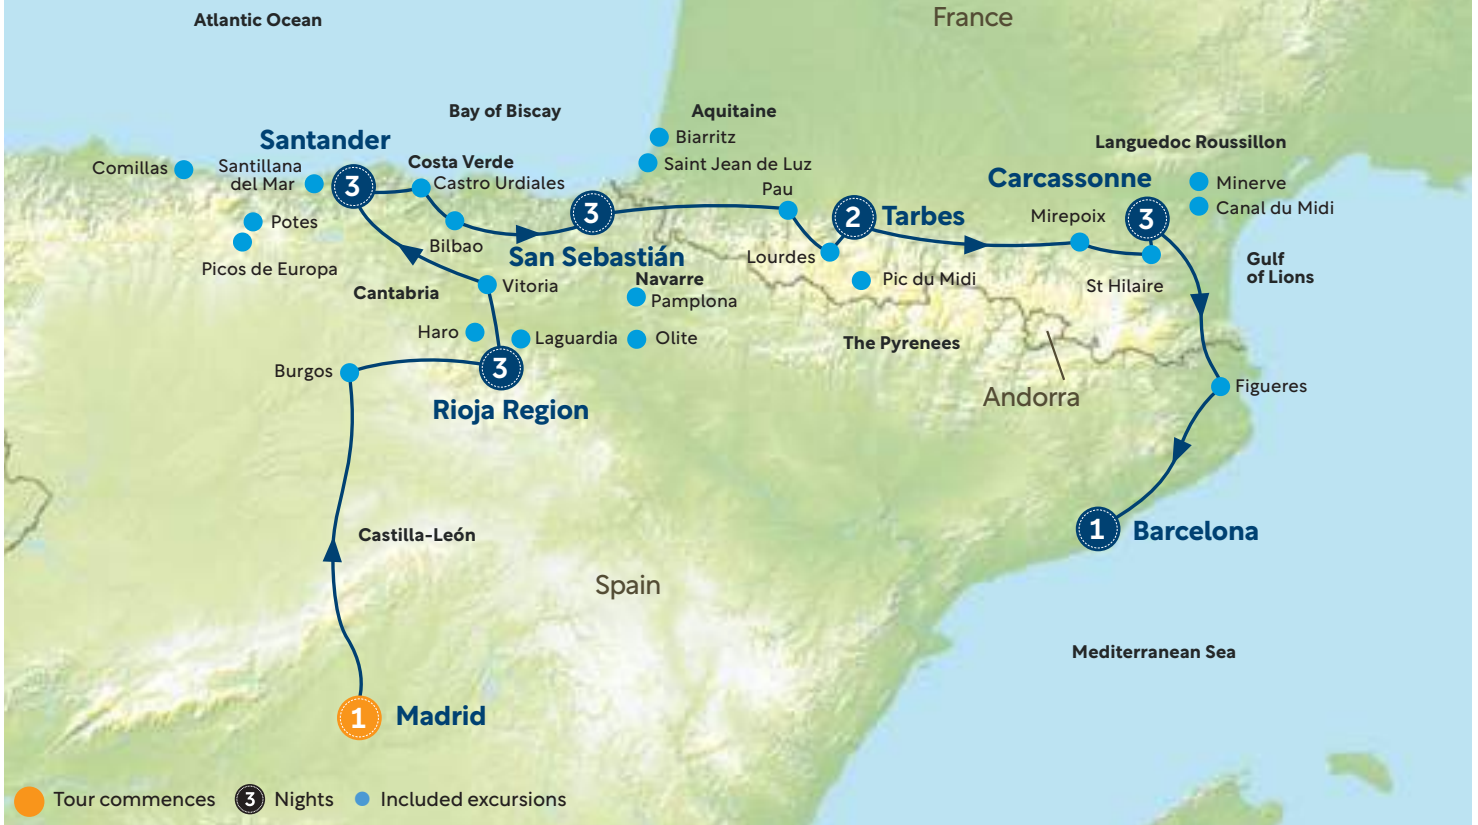 Atlantic Ocean
France
Bay of Biscay
Aquitaine
Biarritz
Saint Jean de Luz
Languedoc Roussillon
Santander
3
Comillas
Santillana
del Mar
Costa Verde
Castro Urdiales
Potes
Picos de Europa
Bilbao
3
San Sebastián
Pau
2
Tarbes
Lourdes
Pic du Midi
Carcassonne
3
Mirepoix
Minerve
Canal du Midi
St Hilaire
Gulf
of Lions
Cantabria
Vitoria
Navarre
Pamplona
Haro
Laguardia
Olite
The Pyrenees
Andorra
Burgos
3
Rioja Region
Figueres
Castilla-León
1
Barcelona
Spain
Mediterranean Sea
1
Madrid
Tour commences
3
Nights
Included excursions